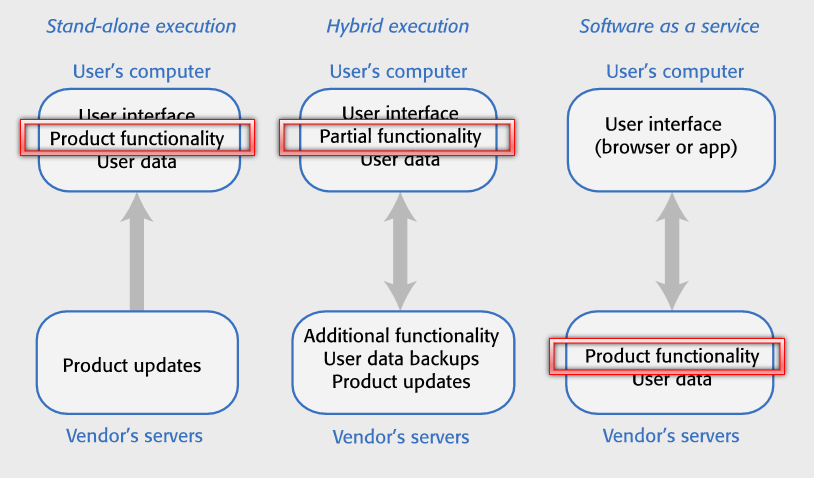 Stand-alone execution
User's computer
User interface
Product functionality
User data
Product updates
Vendor's servers
Hybrid execution
User's computer
User interface
Partial functionality
User data
Additional functionality
User data backups
Product updates
Vendor's servers
Software as a service
User's computer
User interface
(browser or app)
Product functionality
User data
Vendor's servers